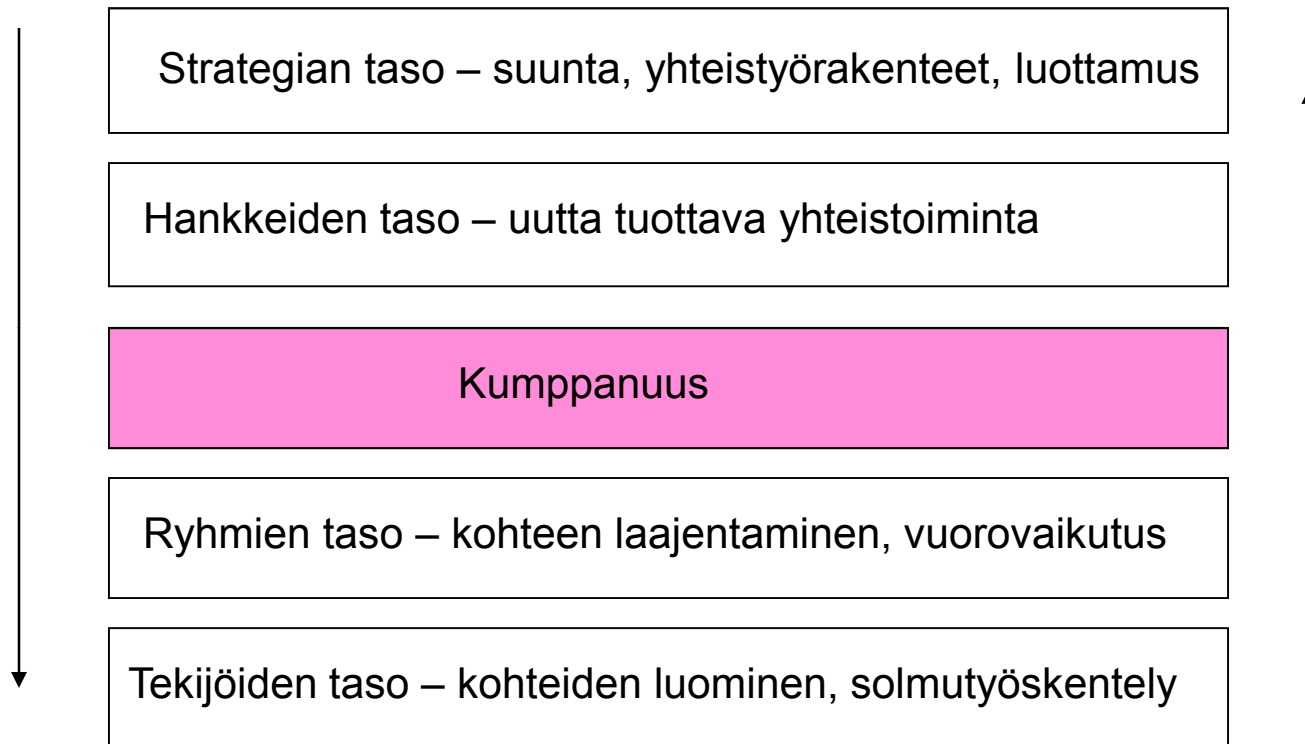 Strategian taso – suunta, yhteistyörakenteet, luottamus
Hankkeiden taso – uutta tuottava yhteistoiminta
Kumppanuus
Ryhmien taso – kohteen laajentaminen, vuorovaikutus
Tekijöiden taso – kohteiden luominen, solmutyöskentely